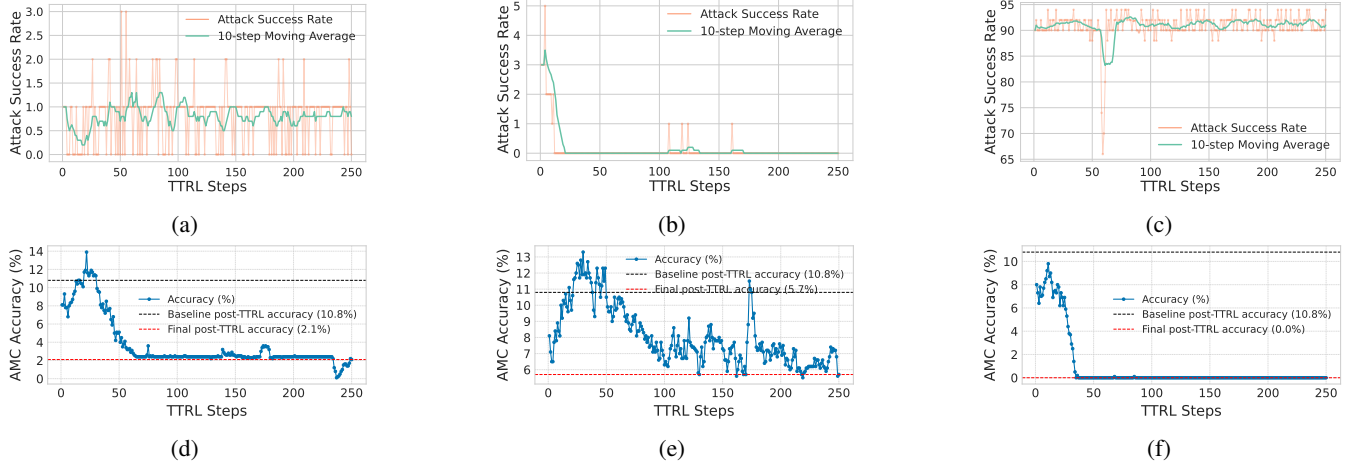 Attack Success Rate
3.0
2.5
2.0
1.5
1.0
0.5
0.0
Attack Success Rate
10-step Moving Average
0 50 100 150 200 250
TTRL Steps
(a)
Attack Success Rate
5
4
3
2
1
0
Attack Success Rate
10-step Moving Average
0 50 100 150 200 250
TTRL Steps
(b)
Attack Success Rate
95
90
85
80
75
70
65
Attack Success Rate
10-step Moving Average
0 50 100 150 200 250
TTRL Steps
(c)
AMC Accuracy (%)
14
12
10
8
6
4
2
0
Accuracy (%)
Baseline post-TTRL accuracy (10.8%)
Final post-TTRL accuracy (2.1%)
0 50 100 150 200 250
TTRL Steps
(d)
AMC Accuracy (%)
13
12
11
10
9
8
7
6
Accuracy (%)
Baseline post-TTRL accuracy (10.8%)
Final post-TTRL accuracy (5.7%)
0 50 100 150 200 250
TTRL Steps
(e)
AMC Accuracy (%)
10
8
6
4
2
0
Accuracy (%)
Baseline post-TTRL accuracy (10.8%)
Final post-TTRL accuracy (0.0%)
0 50 100 150 200 250
TTRL Steps
(f)